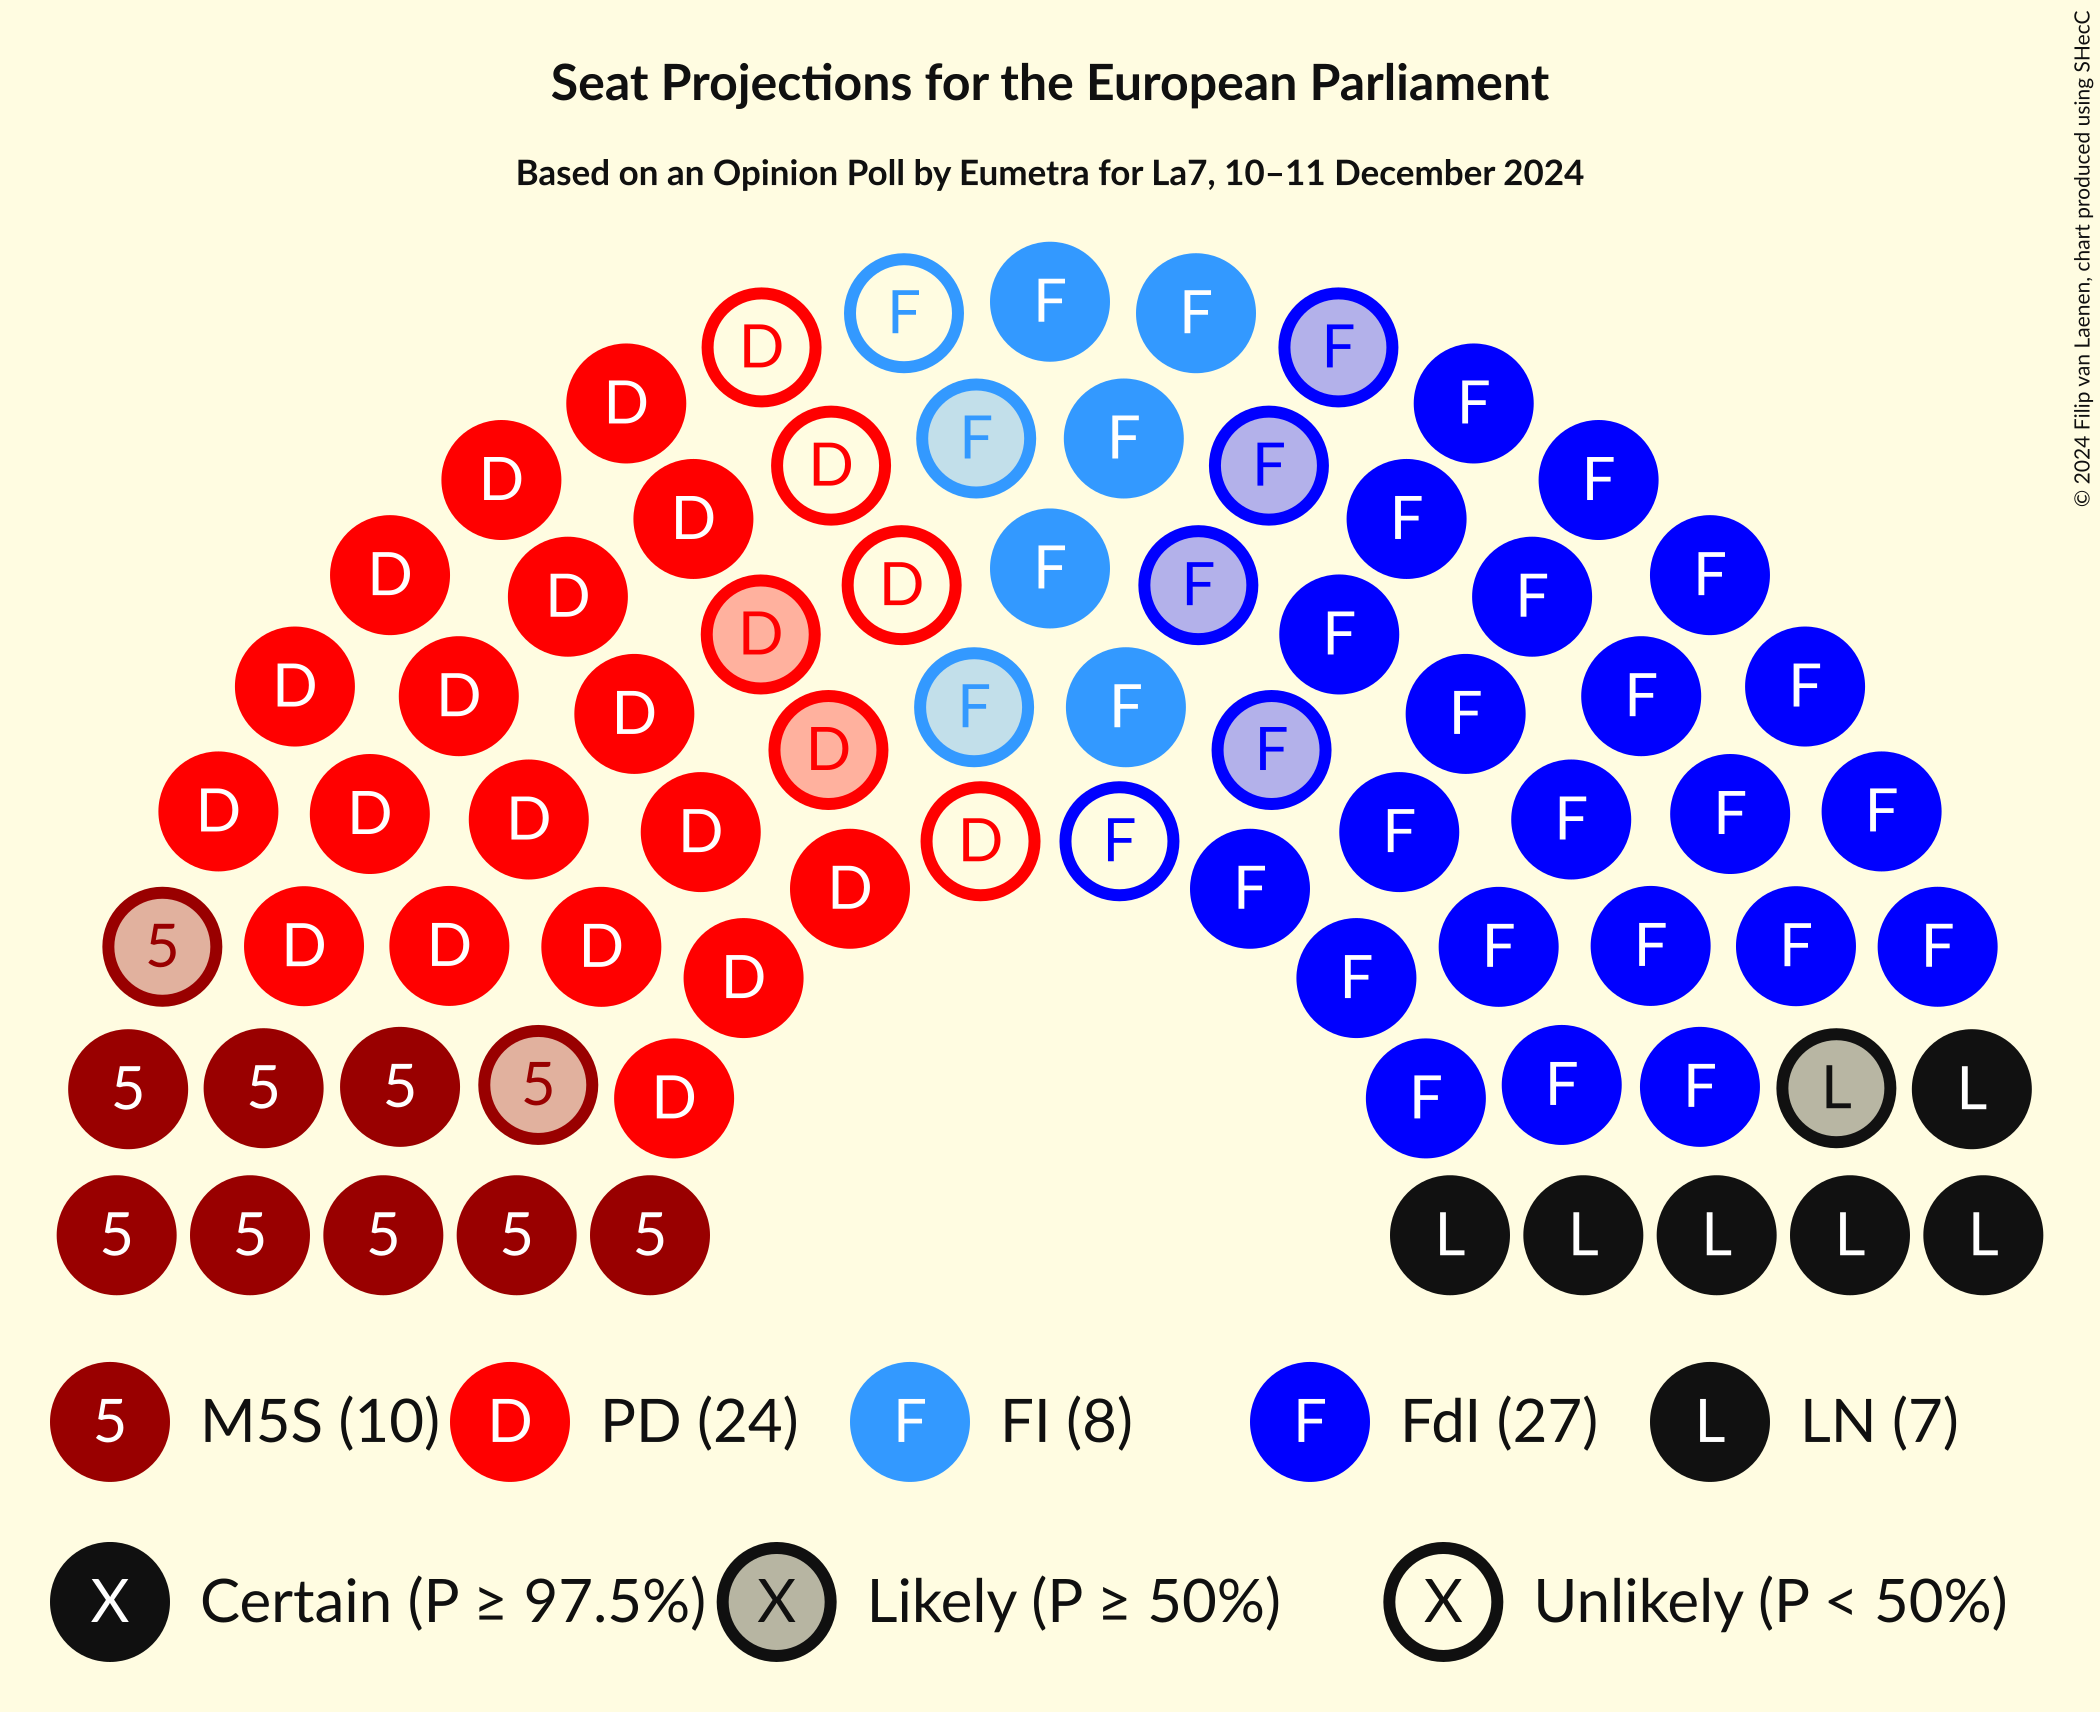 Seat Projections for the European Parliament
Based on an Opinion Poll by Eumetra for La7, 10–11 December 2024
© 2024 Filip van Laenen, chart produced using SHecC
F F F
D F
D F
F F
D F
D F
D F
D D D F F F F
D F
D D D F F F F F
D F
D D D D D F F F F F
D F
5 D D D F F F F
D F
5 5 5 5 D F F F L L
5 5 5 5 5 L L L L L
5 M5S (10) D PD (24) F FI (8) F FdI (27) L LN (7)
X Certain (P ≥ 97.5%) X Likely (P ≥ 50%) X Unlikely (P < 50%)